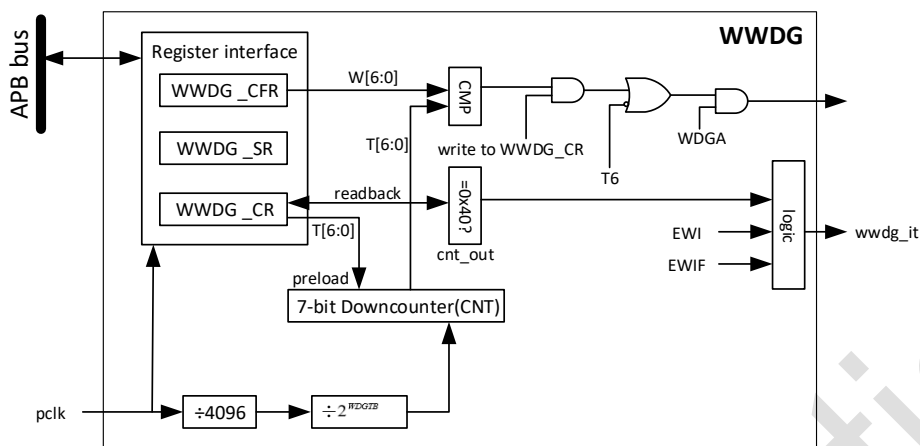 WWDG
APB bus
Register interface
WWDG _CFR
W[6:0]
CMP
WWDG _SR
T[6:0]
write to WWDG_CR
WDGA
T6
WWDG _CR
readback
=0x40?
T[6:0]
cnt_out
logic
EWI
wwdg_it
EWIF
preload
7-bit Downcounter(CNT)
pclk
÷4096
÷2^WDGTB